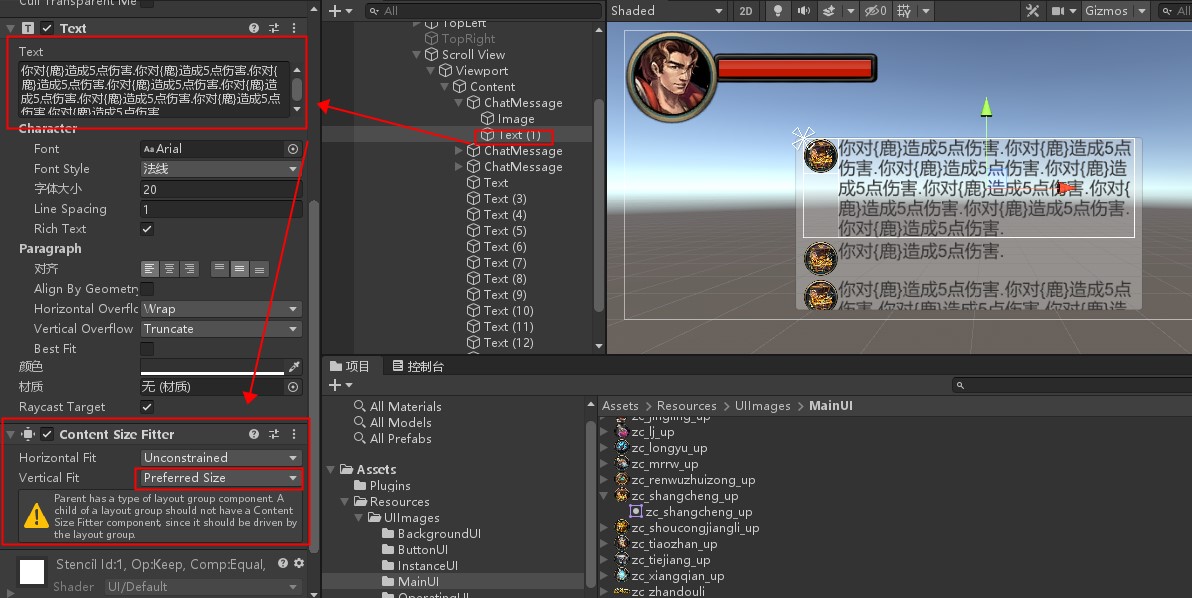 Cull Transparent Me
Text
Text
你对{鹿}造成5点伤害.你对{鹿}造成5点伤害.你对{
鹿}造成5点伤害.你对{鹿}造成5点伤害.你对{鹿}造
成5点伤害.你对{鹿}造成5点伤害.你对{鹿}造成5点
伤害.你对{鹿}造成5点伤害
Character
Font
Aa Arial
Font Style
法线
字体大小
20
Line Spacing
1
Rich Text
Paragraph
对齐
Align By Geometry
Horizontal Overflo
Wrap
Vertical Overflow
Truncate
Best Fit
颜色
材质
无 (材质)
Raycast Target
Content Size Fitter
Horizontal Fit
Unconstrained
Vertical Fit
Preferred Size
Parent has a type of layout group component. A
child of a layout group should not have a Content
Size Fitter component, since it should be driven by
the layout group.
Stencil Id:1, Op:Keep, Comp:Equal,
Shader
UI/Default
All
TopLeft
TopRight
Scroll View
Viewport
Content
ChatMessage
Image
Text (1)
ChatMessage
ChatMessage
Text
Text (3)
Text (4)
Text (5)
Text (6)
Text (7)
Text (8)
Text (9)
Text (10)
Text (11)
Text (12)
Shaded
2D
0
Gizmos
All
你对{鹿}造成5点伤害.你对{鹿}造成5点
伤害.你对{鹿}造成5点伤害.你对{鹿}造
成5点伤害.你对{鹿}造成5点伤害.你对{
鹿}造成5点伤害.你对{鹿}造成5点伤害.
你对{鹿}造成5点伤害.
你对{鹿}造成5点伤害.
你对{鹿}造成5点伤害.你对{鹿}造成5点
伤害.你对{鹿}造成5点伤害.你对{鹿}造
项目
控制台
All Materials
All Models
All Prefabs
Assets
Plugins
Resources
UIImages
BackgroundUI
ButtonUI
InstanceUI
MainUI
OperatingUI
Assets > Resources > UIImages > MainUI
zc_jingling_up
zc_lj_up
zc_longyu_up
zc_mrrw_up
zc_renwuzhuizong_up
zc_shangcheng_up
zc_shangcheng_up
zc_shoucongjiangli_up
zc_tiaozhan_up
zc_tiejiang_up
zc_xiangqian_up
zc_zhandouli